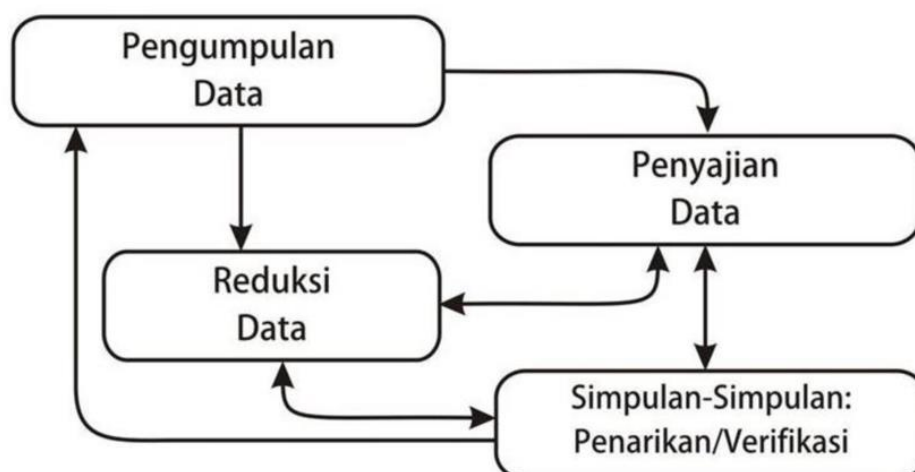 Pengumpulan
Data
Penyajian
Data
Reduksi
Data
Simpulan-Simpulan:
Penarikan/Verifikasi